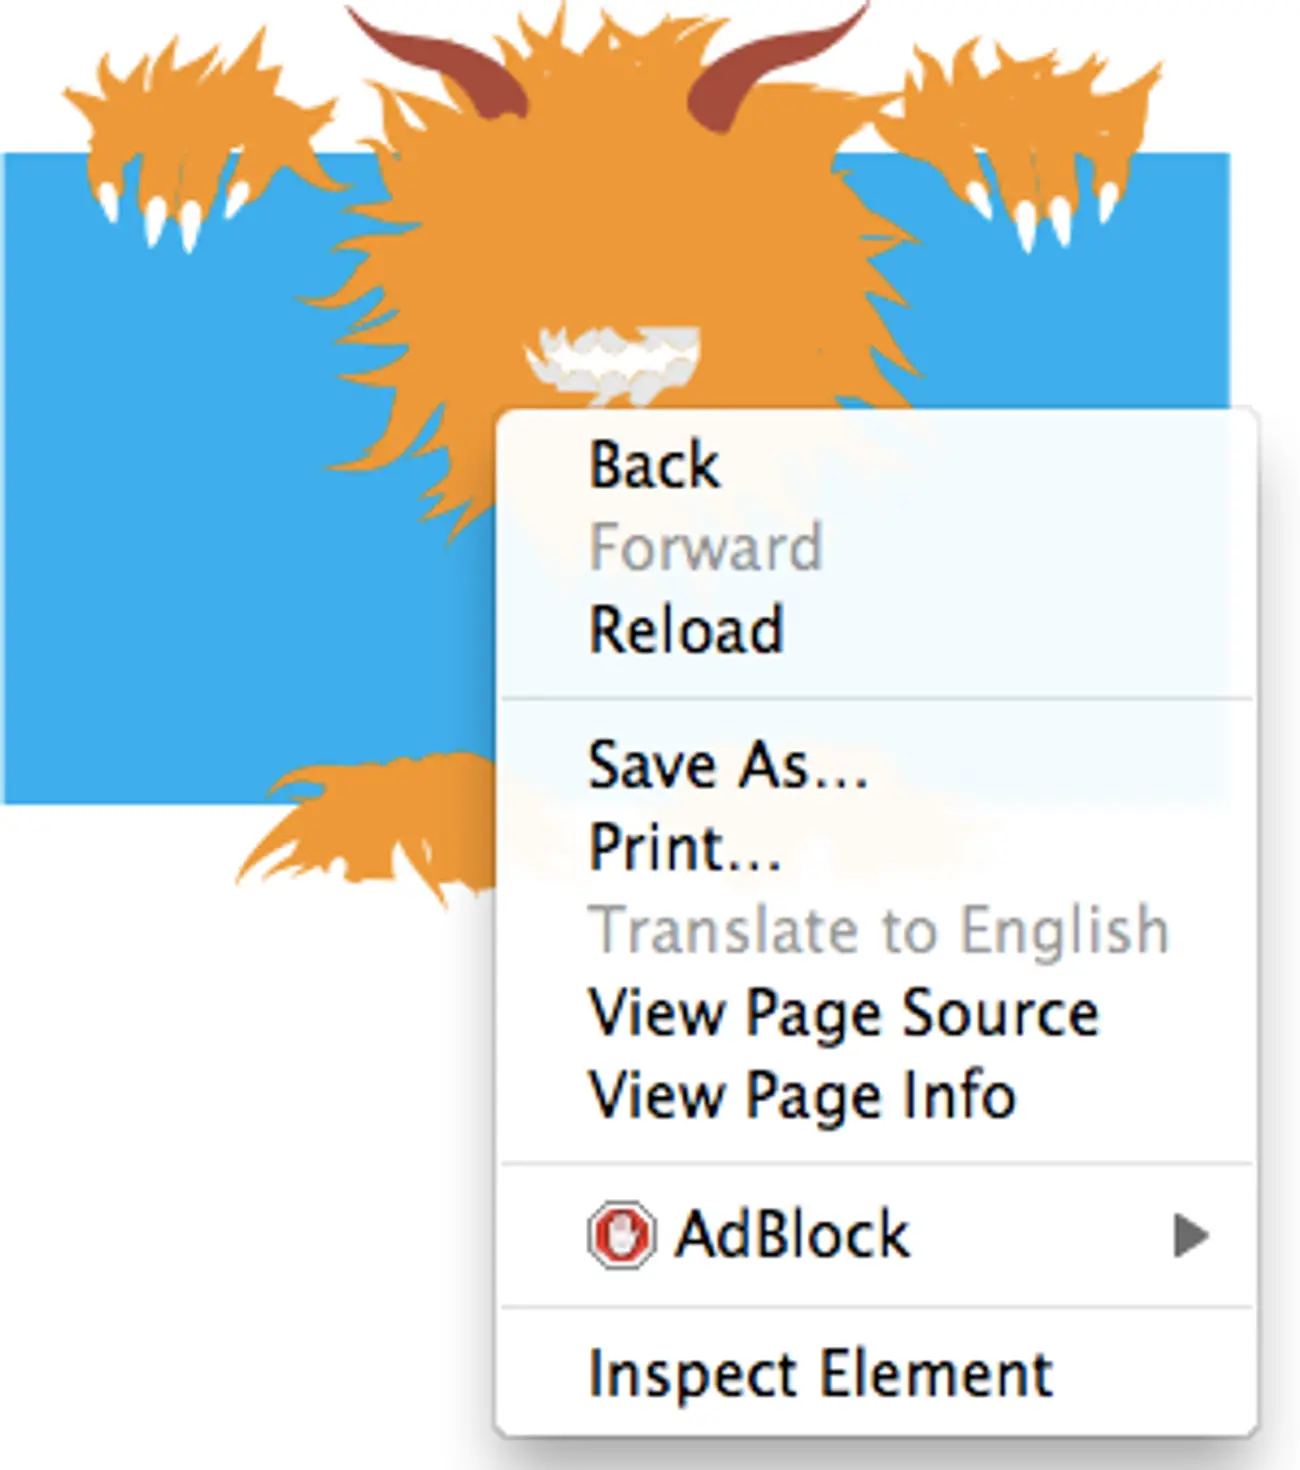 Back
Forward
Reload
Save As...
Print...
Translate to English
View Page Source
View Page Info
AdBlock
Inspect Element